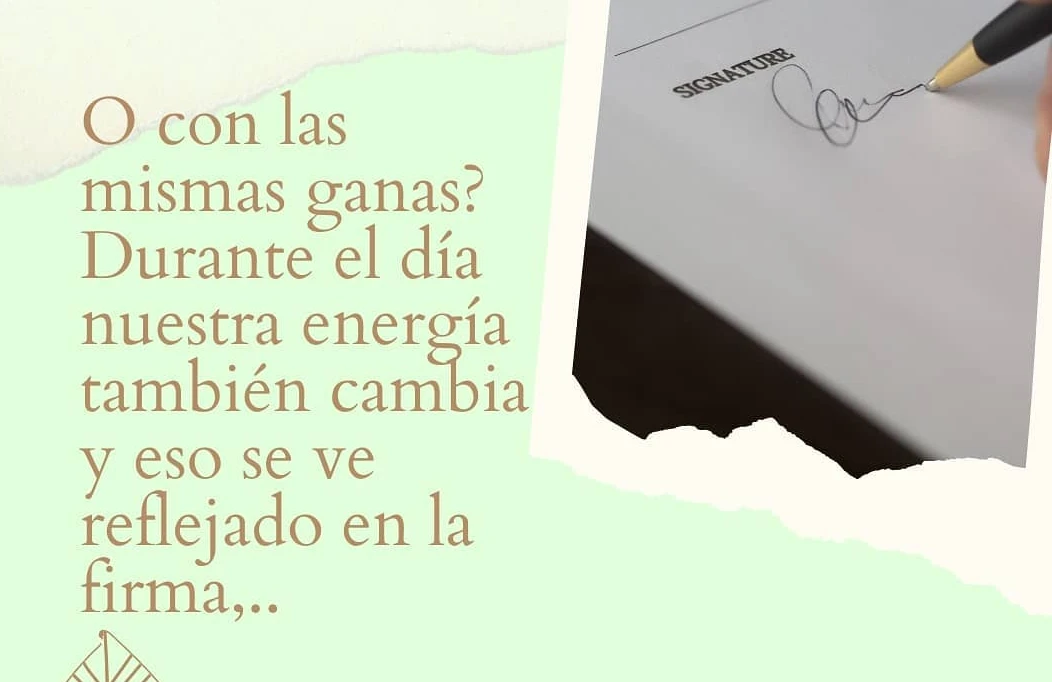 O con las
mismas ganas?
Durante el día
nuestra energía
también cambia
y eso se ve
reflejado en la
firma,..
SIGNATURE